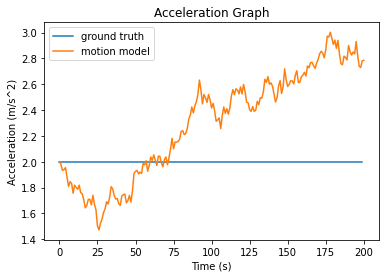 Acceleration Graph
ground truth
motion model
Acceleration (m/s^2)
3.0
2.8
2.6
2.4
2.2
2.0
1.8
1.6
1.4
0 25 50 75 100 125 150 175 200
Time (s)